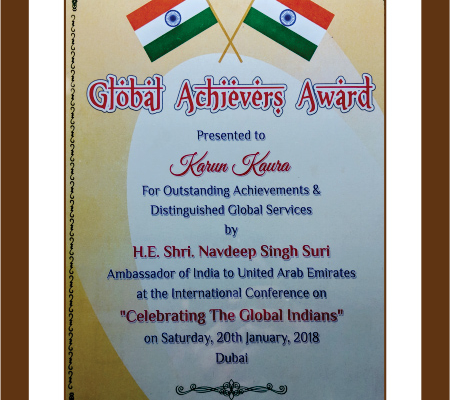 Global Achievers Award
Presented to
Karun Kaura
For Outstanding Achievements &
Distinguished Global Services
by
H.E. Shri. Navdeep Singh Suri
Ambassador of India to United Arab Emirates
at the International Conference on
"Celebrating The Global Indians"
on Saturday, 20th January, 2018
Dubai